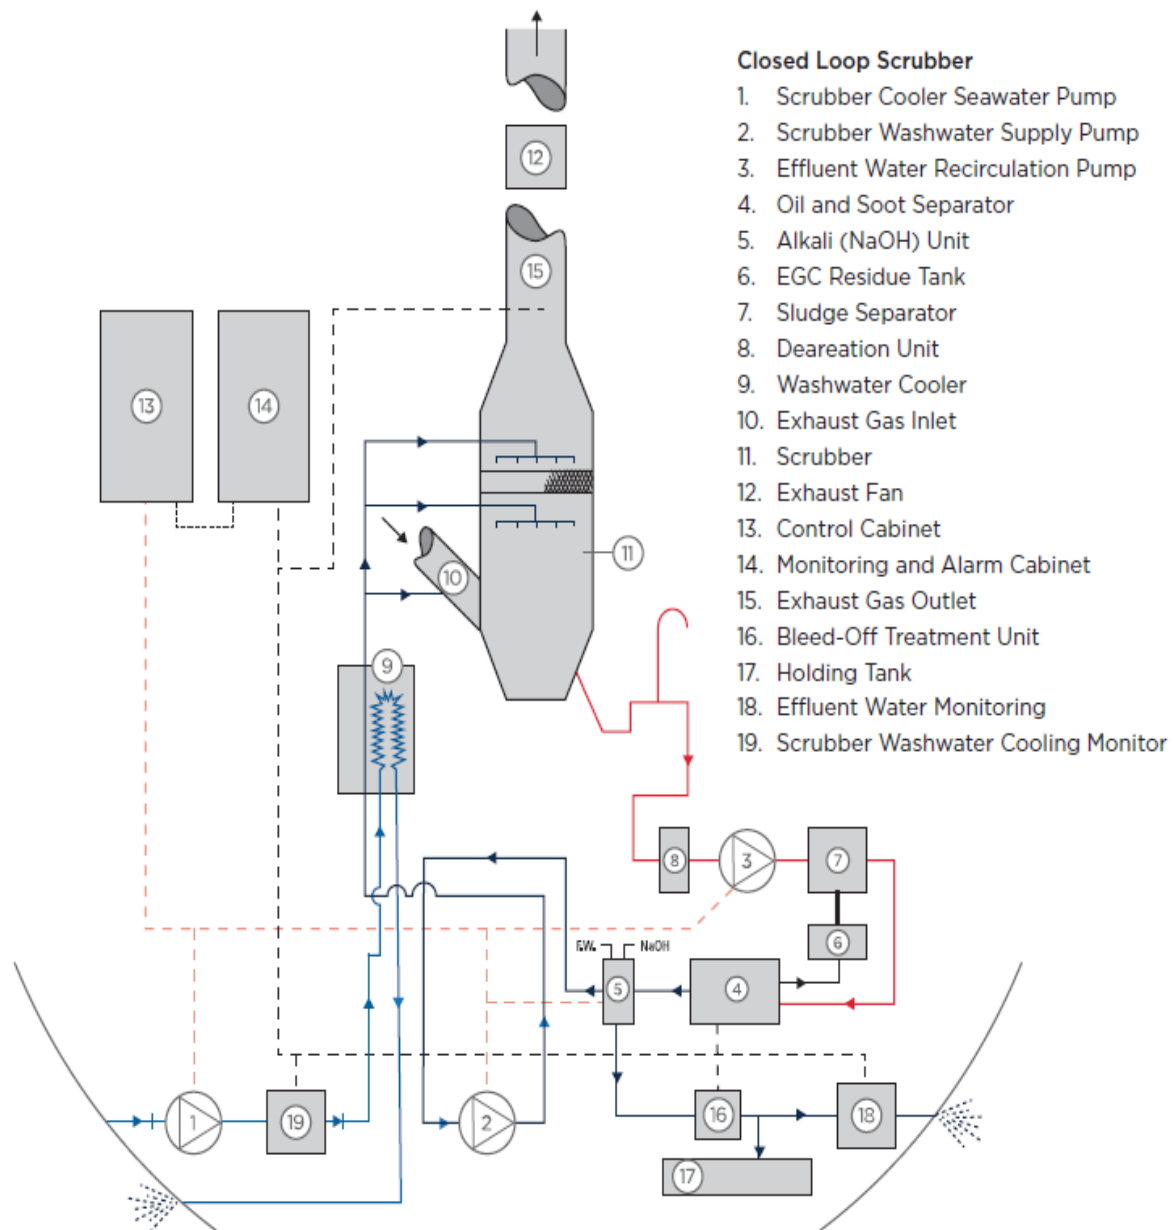 Closed Loop Scrubber
1. Scrubber Cooler Seawater Pump
2. Scrubber Washwater Supply Pump
3. Effluent Water Recirculation Pump
4. Oil and Soot Separator
5. Alkali (NaOH) Unit
6. EGC Residue Tank
7. Sludge Separator
8. Deareation Unit
9. Washwater Cooler
10. Exhaust Gas Inlet
11. Scrubber
12. Exhaust Fan
13. Control Cabinet
14. Monitoring and Alarm Cabinet
15. Exhaust Gas Outlet
16. Bleed-Off Treatment Unit
17. Holding Tank
18. Effluent Water Monitoring
19. Scrubber Washwater Cooling Monitor
12
15
13
14
11
10
9
8
3
7
6
F.W.
NaOH
5
4
1
19
2
16
18
17